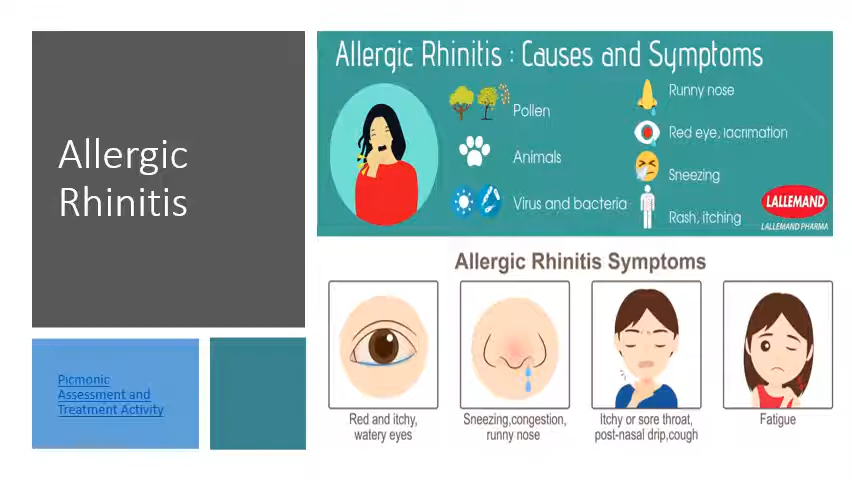 Allergic
Rhinitis
Picmonic
Assessment and
Treatment Activity
Allergic Rhinitis : Causes and Symptoms
Pollen
Animals
Virus and bacteria
Runny nose
Red eye, lacrimation
Sneezing
Rash, itching
LALLEMAND
LALLEMAND PHARMA
Allergic Rhinitis Symptoms
Red and itchy,
watery eyes
Sneezing,congestion,
runny nose
Itchy or sore throat,
post-nasal drip,cough
Fatigue